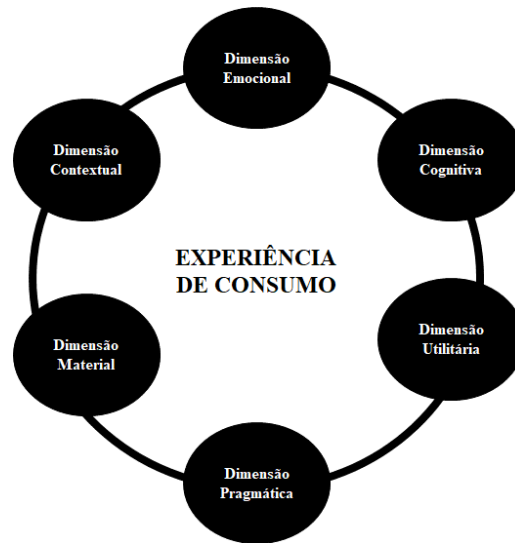 Dimensão
Emocional
Dimensão
Contextual
Dimensão
Cognitiva
EXPERIÊNCIA
DE CONSUMO
Dimensão
Material
Dimensão
Utilitária
Dimensão
Pragmática